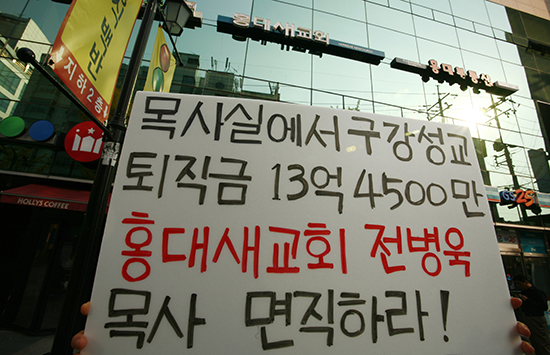 홍대새교회
지하2층
HOLLYS COFFEE
GS25
목사실에서 구강성교
퇴직금 13억 4500만
홍대새교회 전병욱
목사 면직하라!